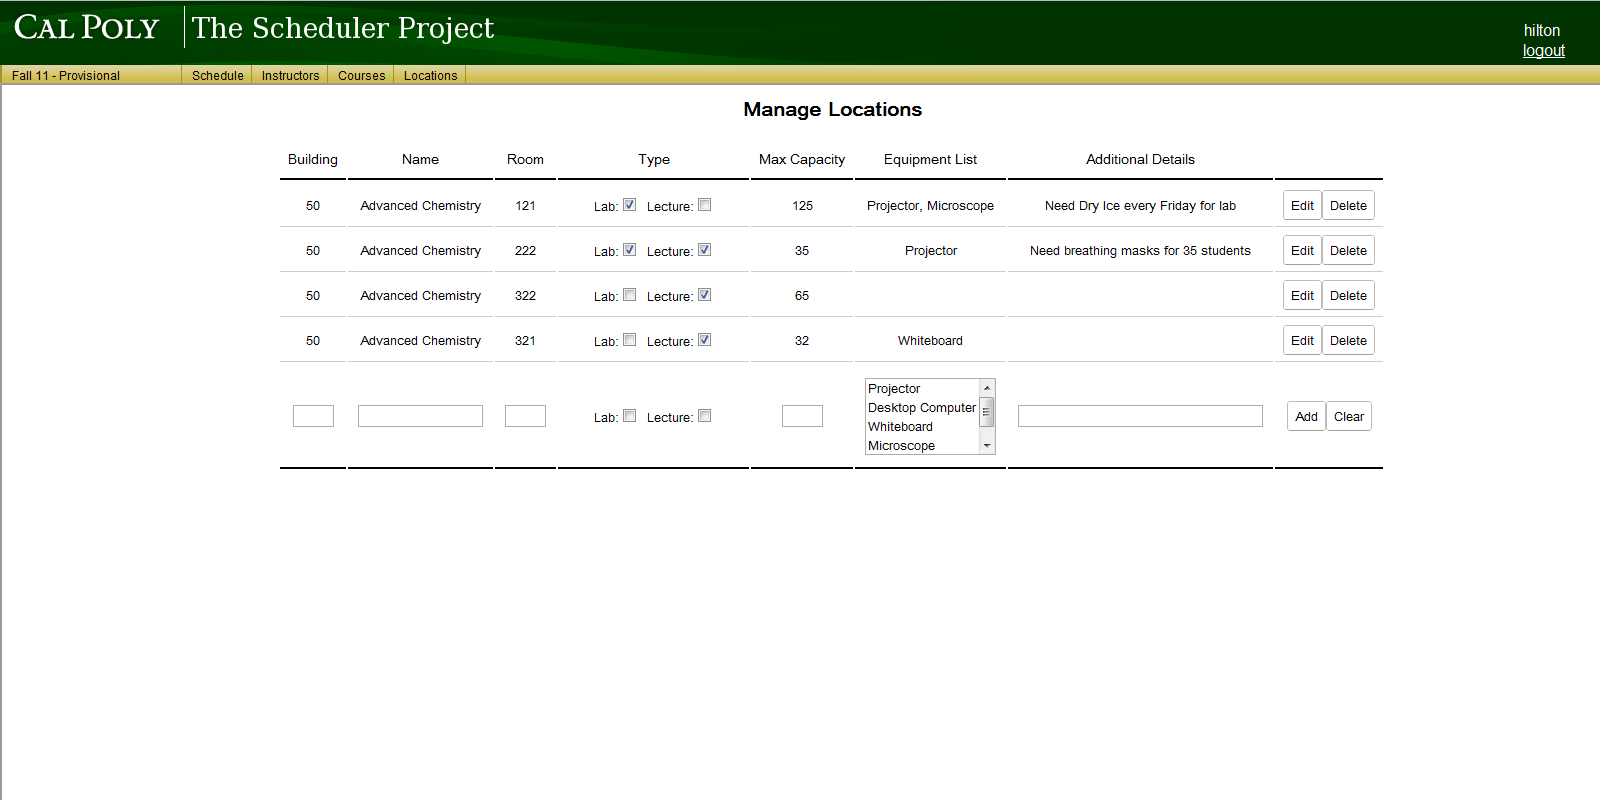 CAL POLY The Scheduler Project
hilton
logout
Fall 11 - Provisional Schedule Instructors Courses Locations
Manage Locations
Building Name Room Type Max Capacity Equipment List Additional Details
50 Advanced Chemistry 121 Lab: Lecture: 125 Projector, Microscope Need Dry Ice every Friday for lab Edit Delete
50 Advanced Chemistry 222 Lab: Lecture: 35 Projector Need breathing masks for 35 students Edit Delete
50 Advanced Chemistry 322 Lab: Lecture: 65 Edit Delete
50 Advanced Chemistry 321 Lab: Lecture: 32 Whiteboard Edit Delete
Projector
Desktop Computer
Lab: Lecture: Add Clear
Whiteboard
Microscope